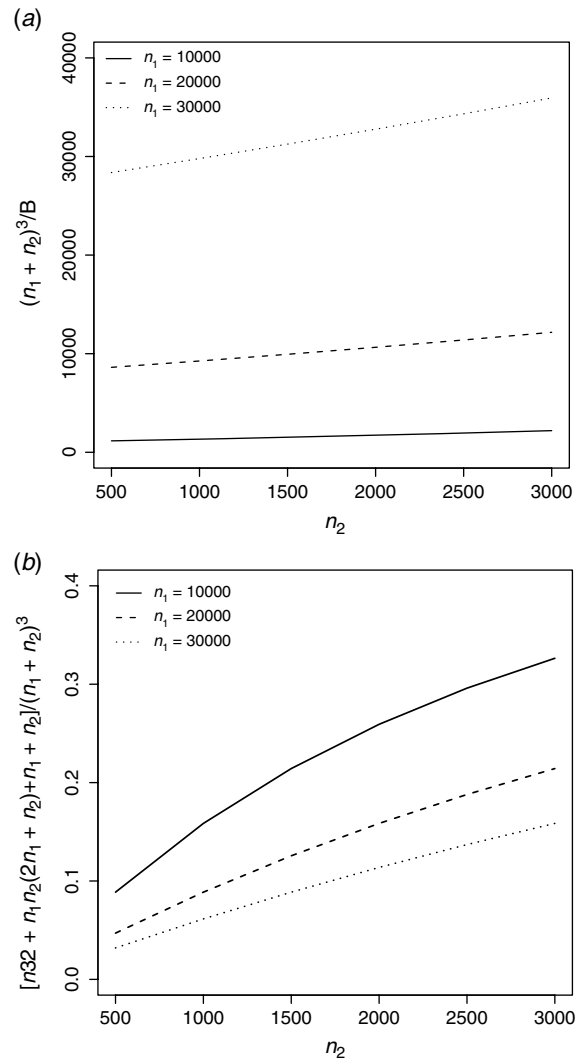 (a)
n₁ = 10000
n₁ = 20000
n₁ = 30000
(n₁ + n₂)³/B
40000
30000
20000
10000
0
500 1000 1500 2000 2500 3000
n₂
(b)
n₁ = 10000
n₁ = 20000
n₁ = 30000
[n32 + n₁n₂(2n₁ + n₂)+n₁ + n₂]/(n₁ + n₂)³
0.4
0.3
0.2
0.1
0.0
500 1000 1500 2000 2500 3000
n₂